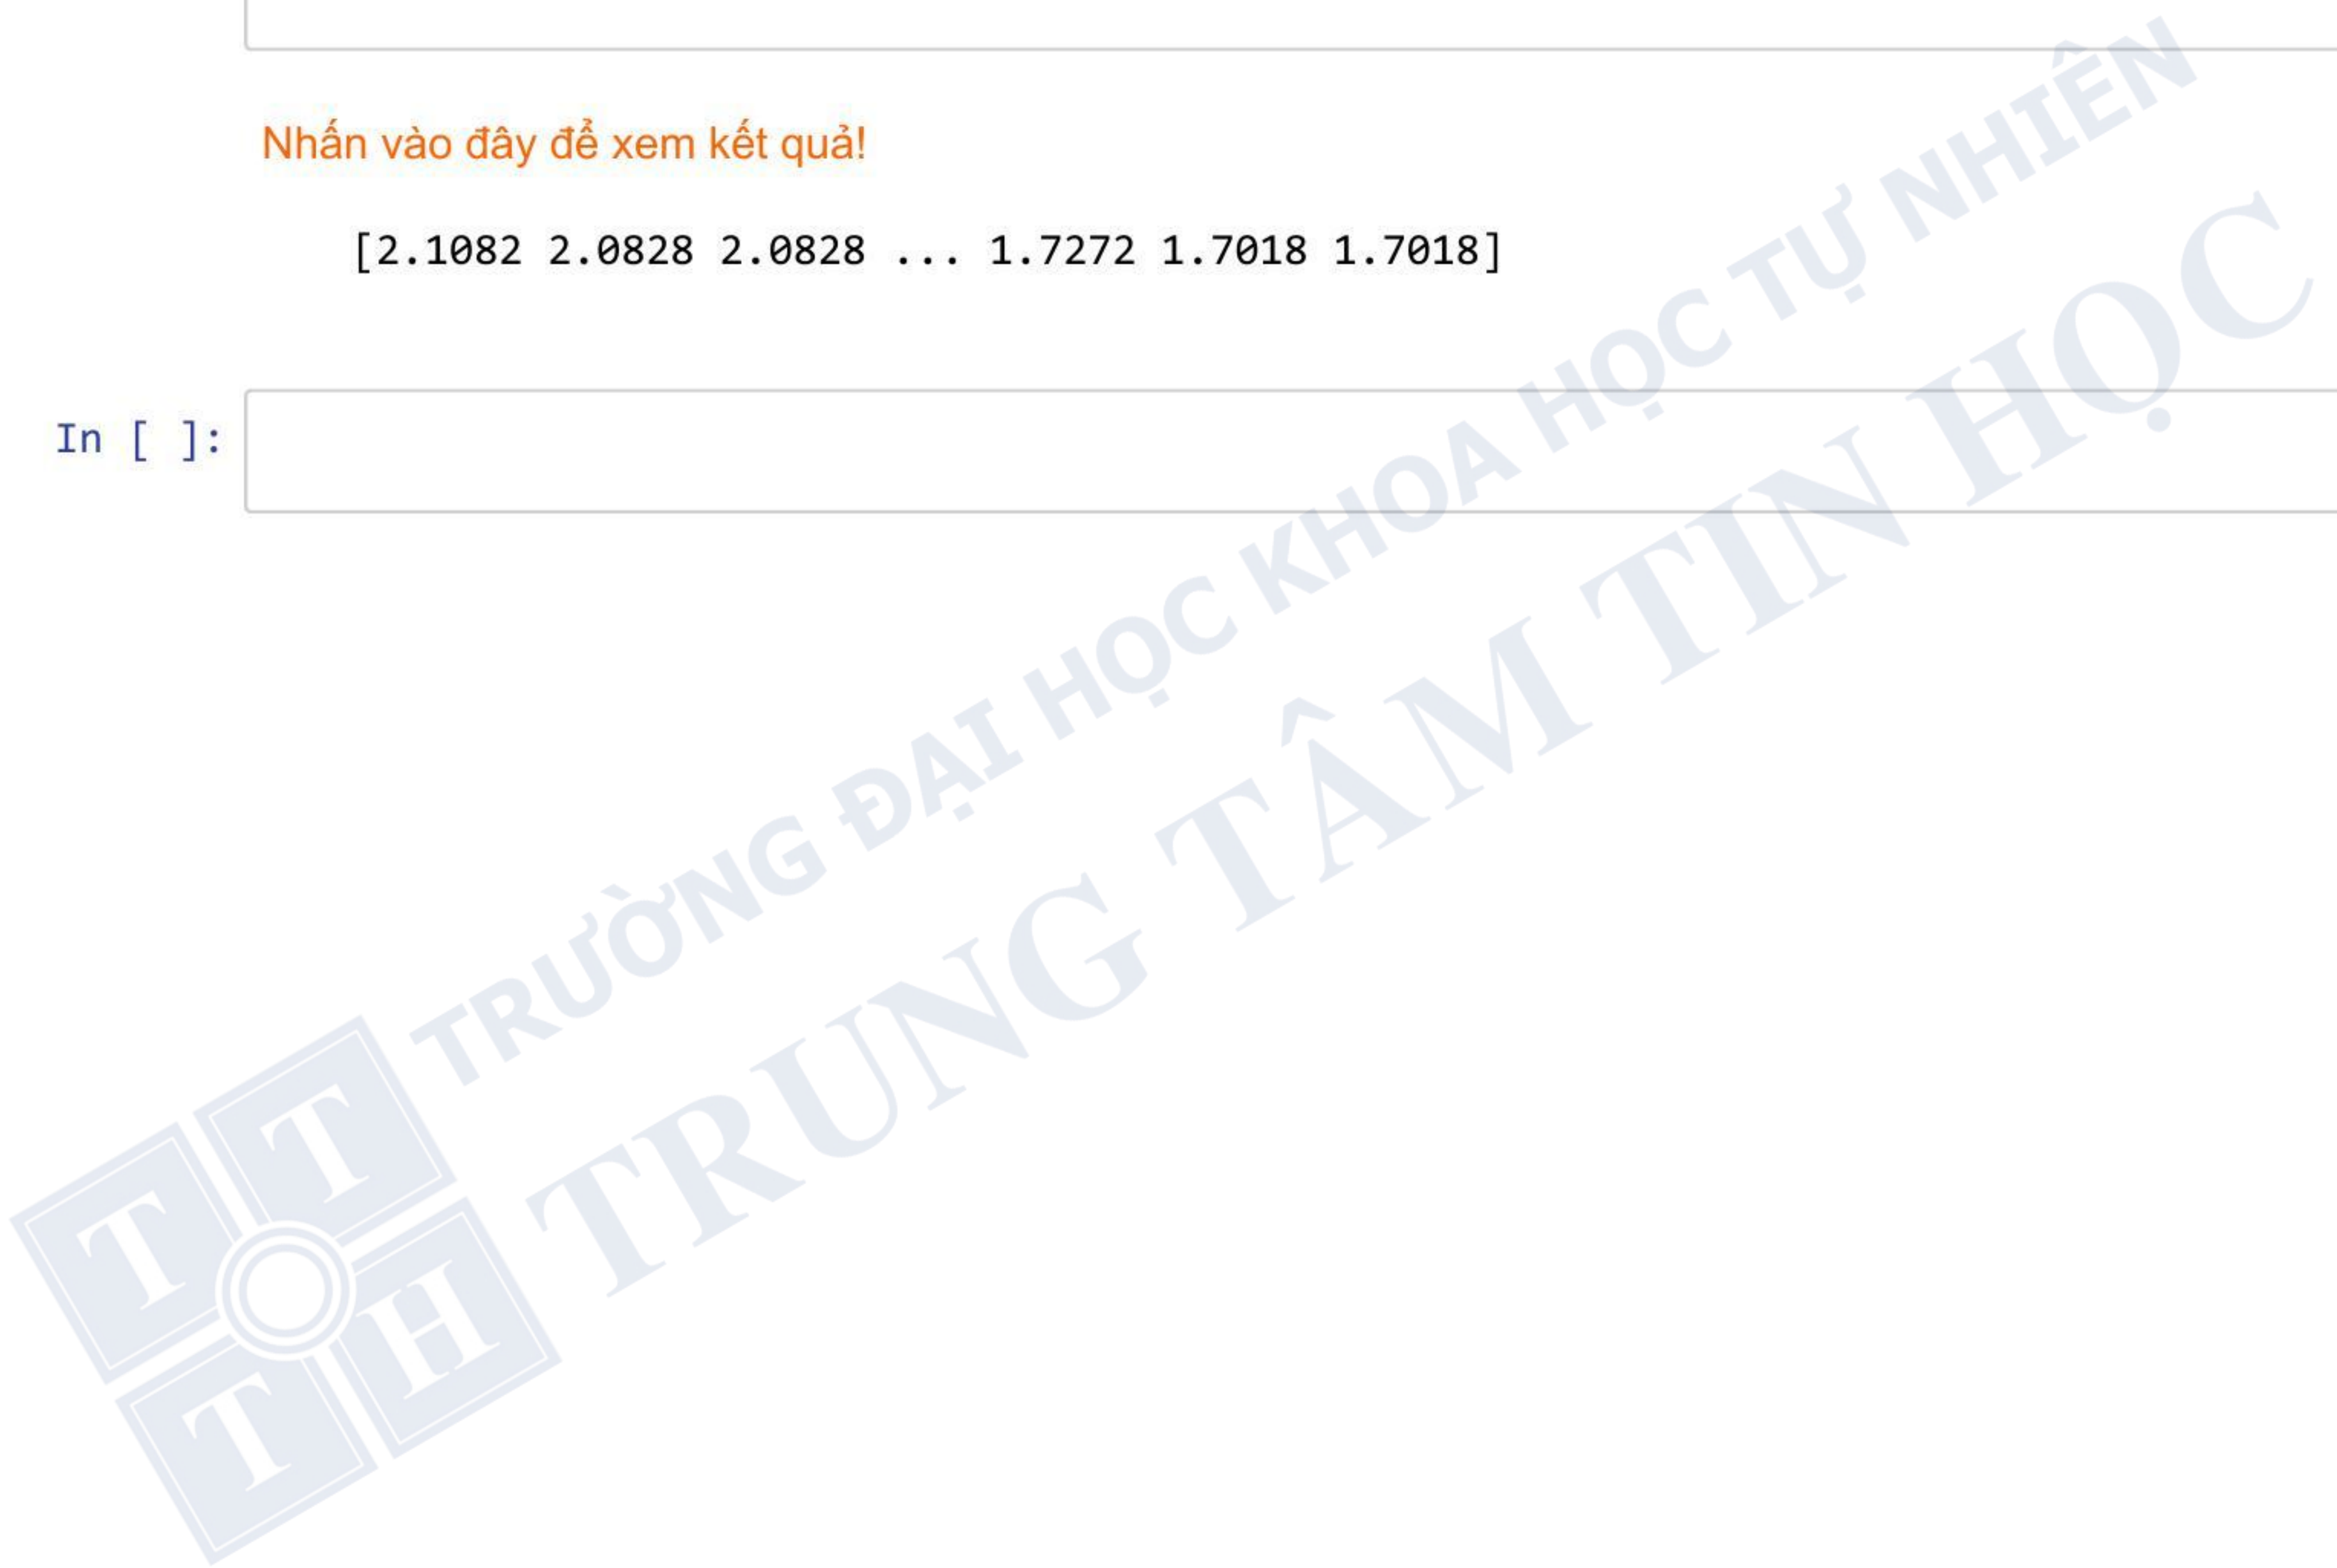 Nhấn vào đây để xem kết quả!
[2.1082 2.0828 2.0828 ... 1.7272 1.7018 1.7018]
In [ ]:
TRƯỜNG ĐẠI HỌC KHOA HỌC TỰ NHIÊN
TRUNG TÂM TIN HỌC
T
T
T
H